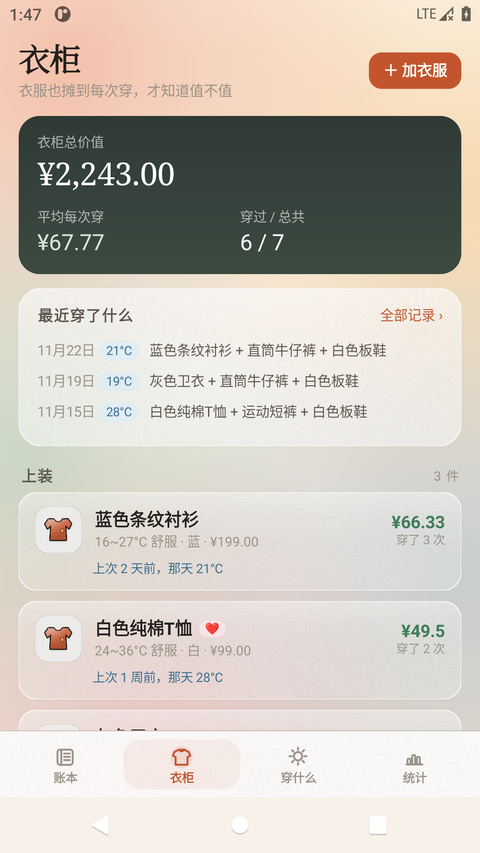 1:47
LTE
衣柜
衣服也摊到每次穿，才知道值不值
＋ 加衣服
衣柜总价值
¥2,243.00
平均每次穿
穿过 / 总共
¥67.77
6 / 7
最近穿了什么
全部记录 ›
11月22日 21°C 蓝色条纹衬衫 + 直筒牛仔裤 + 白色板鞋
11月19日 19°C 灰色卫衣 + 直筒牛仔裤 + 白色板鞋
11月15日 28°C 白色纯棉T恤 + 运动短裤 + 白色板鞋
上装
3 件
蓝色条纹衬衫
¥66.33
16~27°C 舒服 · 蓝 · ¥199.00
穿了 3 次
上次 2 天前，那天 21°C
白色纯棉T恤
¥49.5
24~36°C 舒服 · 白 · ¥99.00
穿了 2 次
上次 1 周前，那天 28°C
账本
衣柜
穿什么
统计